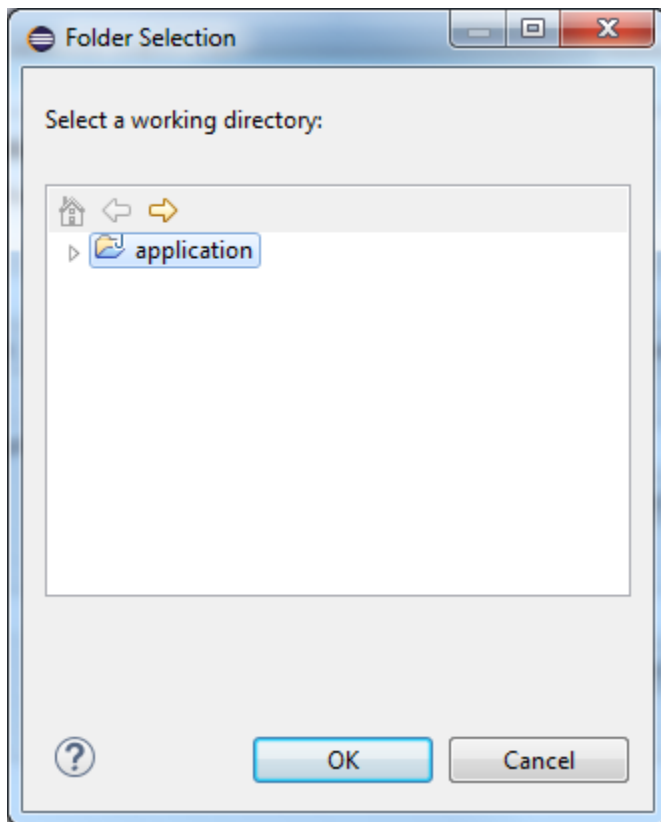 Folder Selection
Select a working directory:
application
?
OK
Cancel